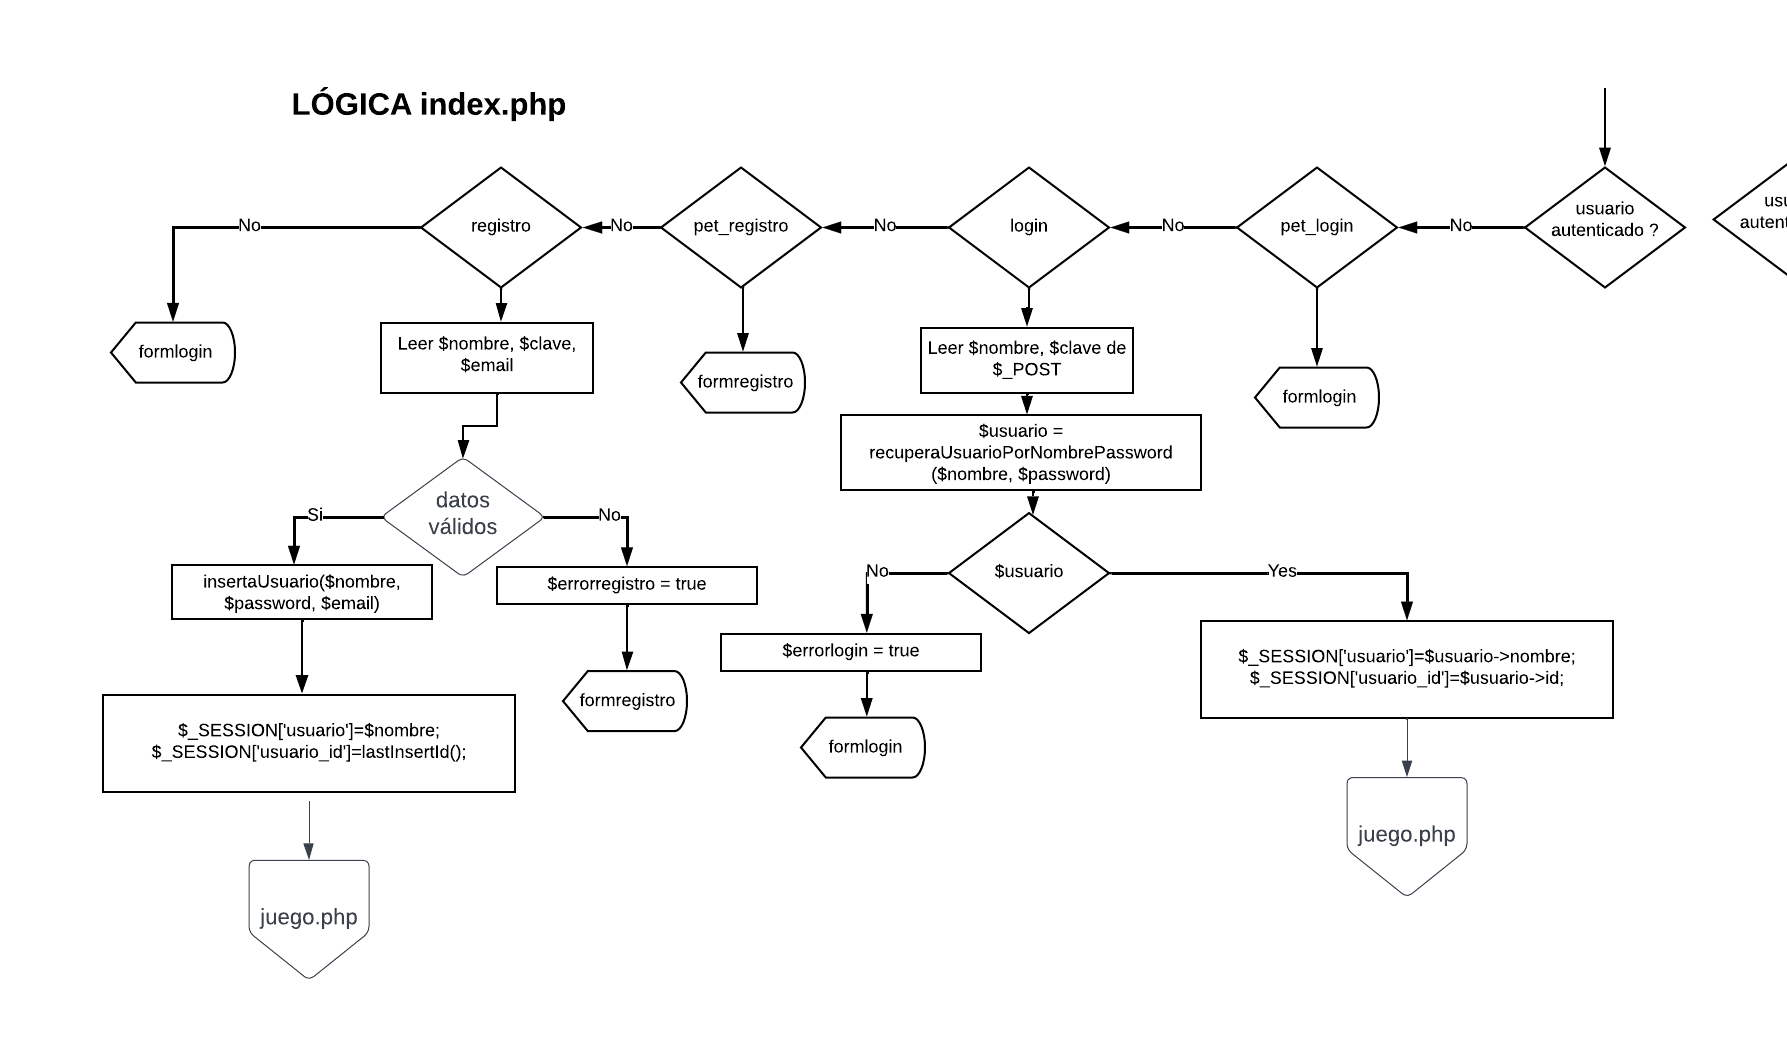 LÓGICA index.php
No
registro
No
pet_registro
No
login
No
pet_login
No
usuario
autenticado ?
formlogin
Leer $nombre, $clave,
$email
formregistro
Leer $nombre, $clave de
$_POST
formlogin
$usuario =
recuperaUsuarioPorNombrePassword
($nombre, $password)
datos
válidos
Si
No
insertaUsuario($nombre,
$password, $email)
$errorregistro = true
No
$usuario
Yes
$errorlogin = true
$_SESSION['usuario']=$usuario->nombre;
$_SESSION['usuario_id']=$usuario->id;
formregistro
$_SESSION['usuario']=$nombre;
$_SESSION['usuario_id']=lastInsertId();
formlogin
juego.php
juego.php